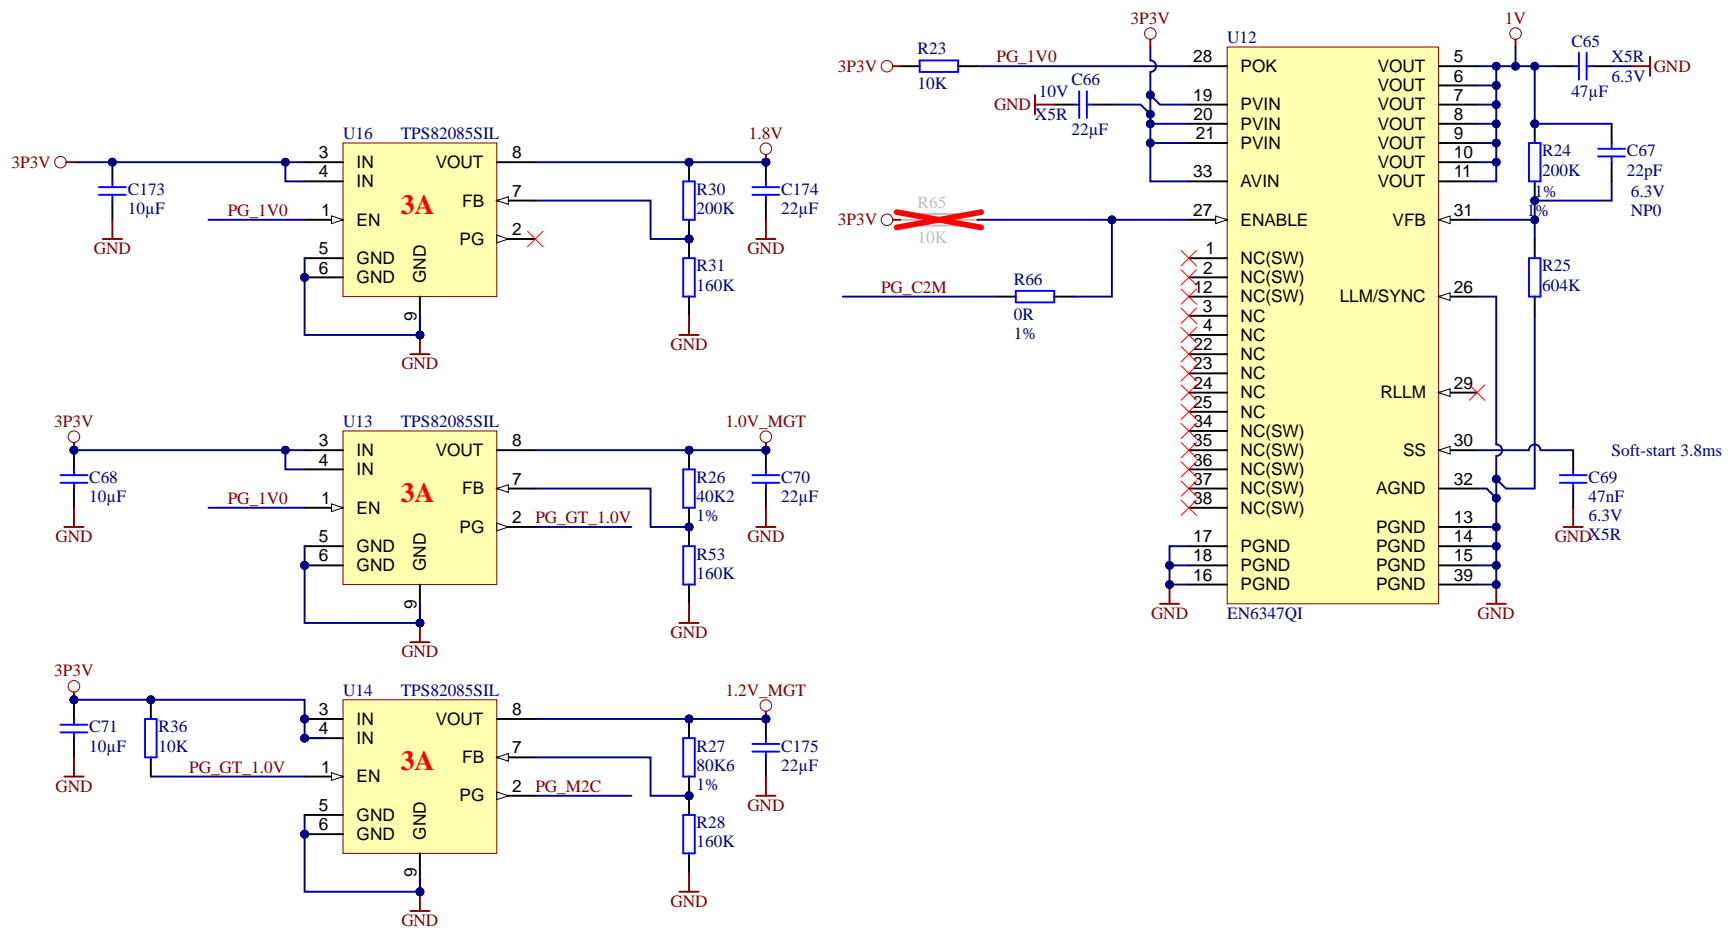 U16 TPS82085SIL
3P3V
C173
10µF
GND
PG_1V0
3 IN
4 IN
1 EN
5 GND
6 GND
GND
9
GND
3A
VOUT 8
FB 7
PG 2
1.8V
R30
200K
R31
160K
GND
C174
22µF
GND
U13 TPS82085SIL
3P3V
C68
10µF
GND
PG_1V0
3 IN
4 IN
1 EN
5 GND
6 GND
GND
9
GND
3A
VOUT 8
FB 7
PG 2
PG_GT_1.0V
1.0V_MGT
R26
40K2
1%
R53
160K
GND
C70
22µF
GND
U14 TPS82085SIL
3P3V
C71
10µF
GND
R36
10K
PG_GT_1.0V
3 IN
4 IN
1 EN
5 GND
6 GND
GND
9
GND
3A
VOUT 8
FB 7
PG 2
PG_M2C
1.2V_MGT
R27
80K6
1%
R28
160K
GND
C175
22µF
GND
3P3V
R23
10K
PG_1V0
3P3V
GND
10V
X5R
C66
22µF
3P3V
R65
10K
PG_C2M
R66
0R
1%
U12
28 POK
19 PVIN
20 PVIN
21 PVIN
33 AVIN
27 ENABLE
1 NC(SW)
2 NC(SW)
12 NC(SW)
3 NC
4 NC
22 NC
23 NC
24 NC
25 NC
34 NC(SW)
35 NC(SW)
36 NC(SW)
37 NC(SW)
38 NC(SW)
17 PGND
18 PGND
16 PGND
GND
EN6347QI
VOUT 5
VOUT 6
VOUT 7
VOUT 8
VOUT 9
VOUT 10
VOUT 11
VFB 31
LLM/SYNC 26
RLLM 29
SS 30
AGND 32
PGND 13
PGND 14
PGND 15
PGND 39
GND
1V
C65
47µF
X5R
6.3V
GND
R24
200K
1%
1%
C67
22pF
6.3V
NP0
R25
604K
Soft-start 3.8ms
C69
47nF
6.3V
X5R
GND